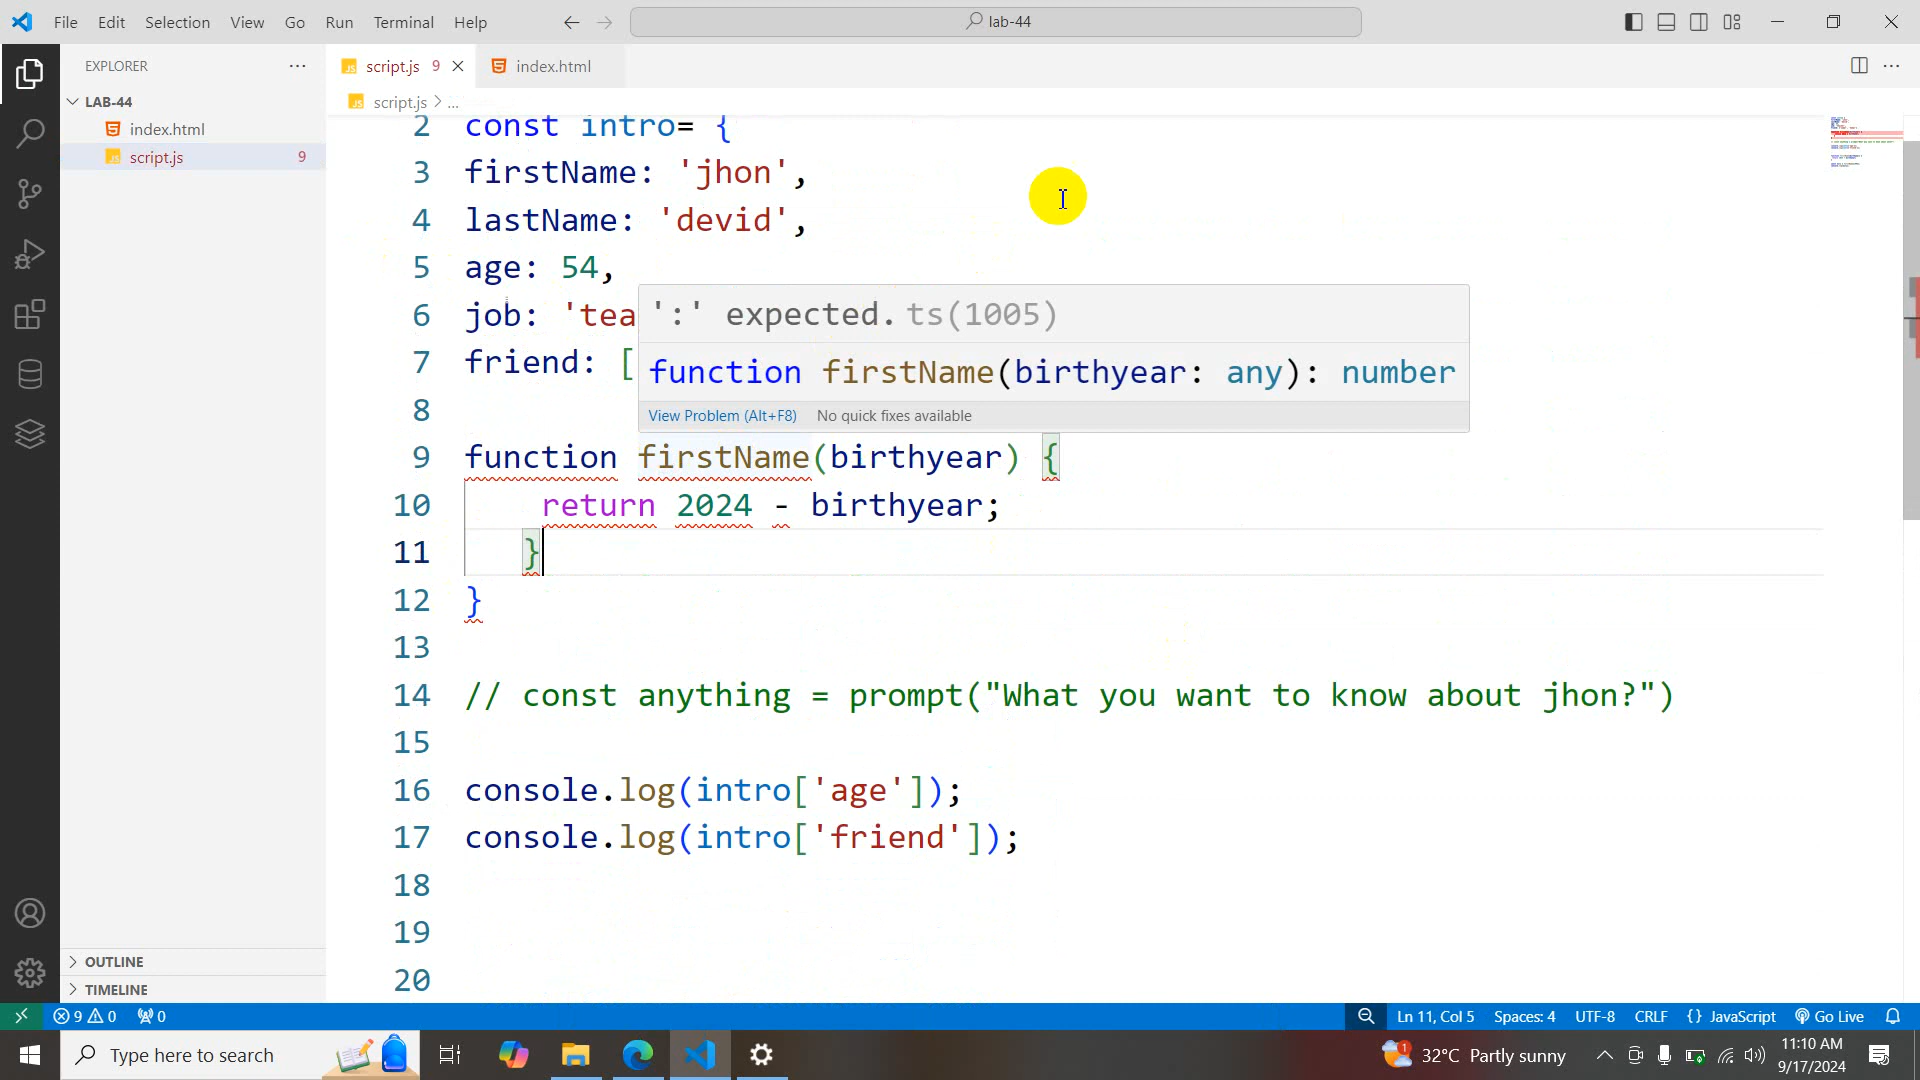 File Edit Selection View Go Run Terminal Help lab-44
EXPLORER
LAB-44
index.html
script.js 9
OUTLINE
TIMELINE
script.js 9 index.html
script.js > ...
2 const intro= {
3 firstName: 'jhon',
4 lastName: 'devid',
5 age: 54,
6 job: 'tea
7 friend: [
':' expected. ts(1005)
function firstName(birthyear: any): number
View Problem (Alt+F8) No quick fixes available
8
9 function firstName(birthyear) {
10 return 2024 - birthyear;
11 }
12 }
13
14 // const anything = prompt("What you want to know about jhon?")
15
16 console.log(intro['age']);
17 console.log(intro['friend']);
18
19
20
9 0 0 Ln 11, Col 5 Spaces: 4 UTF-8 CRLF {} JavaScript Go Live
Type here to search 1 32°C Partly sunny 11:10 AM
9/17/2024